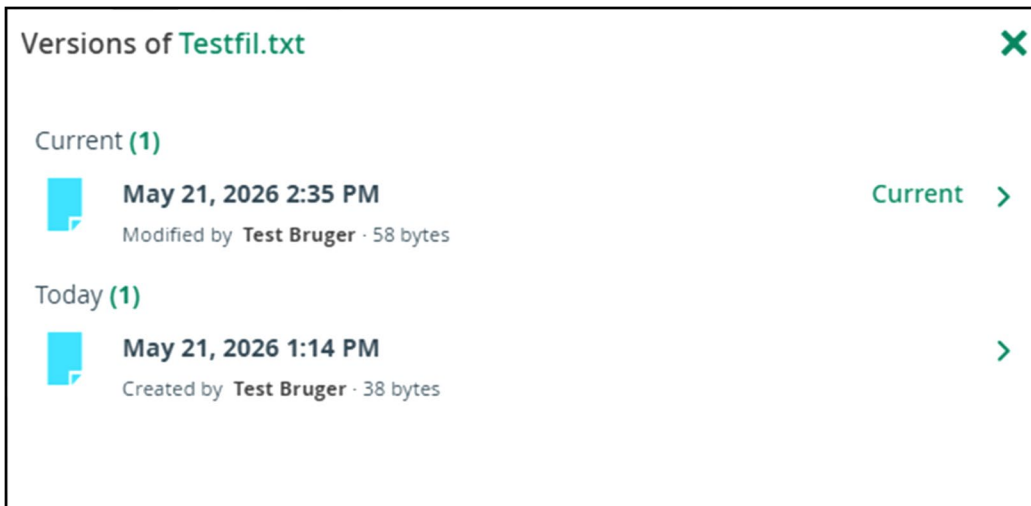 Versions of Testfil.txt
Current (1)
May 21, 2026 2:35 PM
Current
Modified by Test Bruger · 58 bytes
Today (1)
May 21, 2026 1:14 PM
Created by Test Bruger · 38 bytes